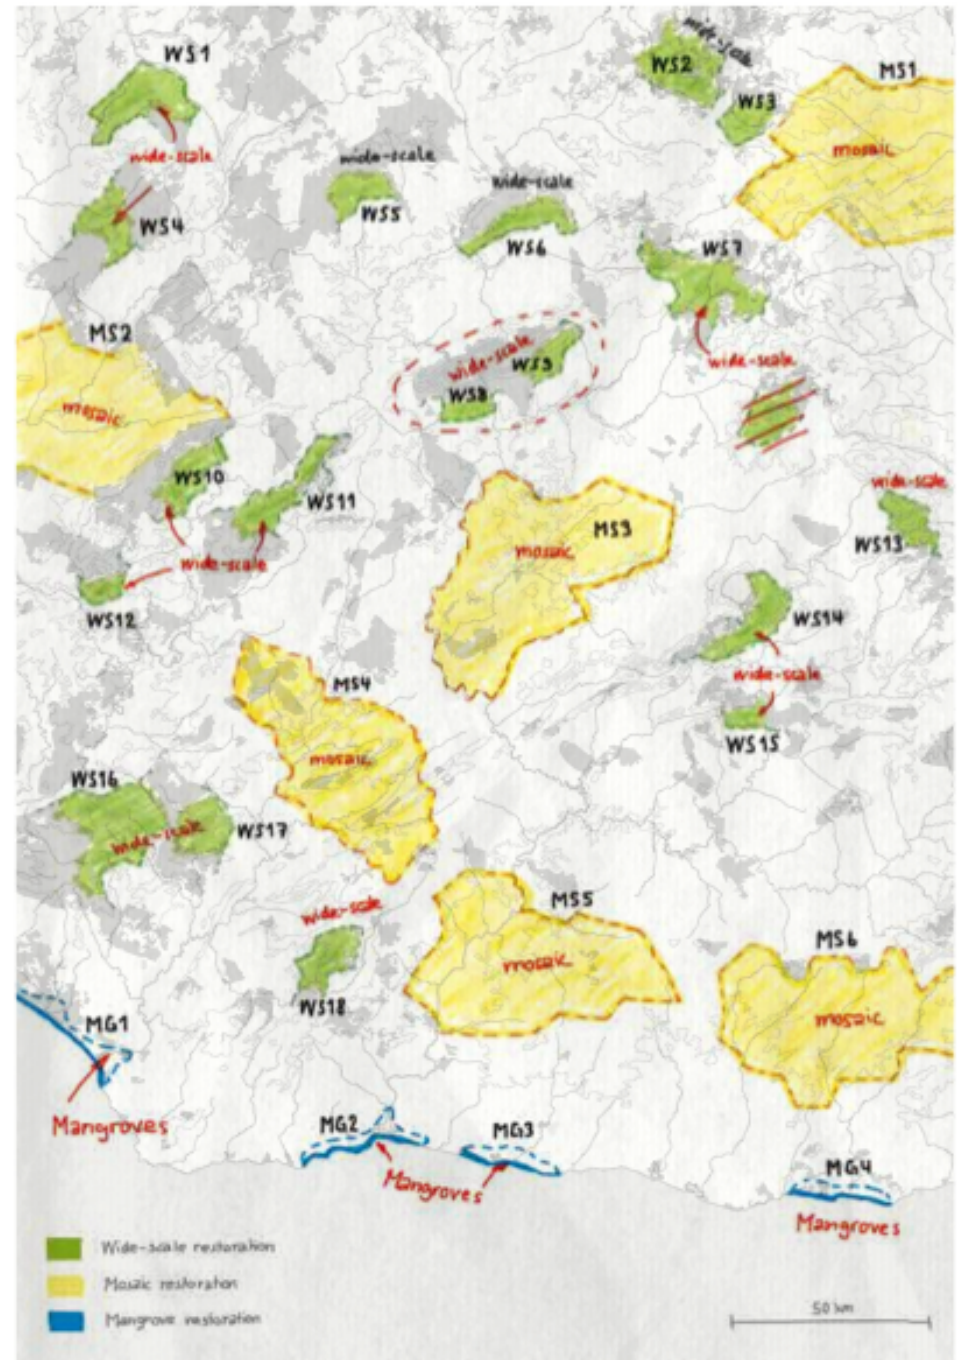 WS1
wide-scale
WS2
MS1
WS3
wide-scale
wide-scale
mosaic
wide-scale
WS4
WS5
WS6
WS7
MS2
wide-scale
WS9
wide-scale
WS8
mosaic
WS10
WS11
wide-scale
MS3
WS13
mosaic
wide-scale
WS12
WS14
wide-scale
MS4
WS15
mosaic
WS16
wide-scale
WS17
MS5
wide-scale
MS6
mosaic
WS18
mosaic
MG1
Mangroves
MG2
MG3
MG4
Mangroves
Mangroves
Wide-scale restoration
Mosaic restoration
Mangrove restoration
50 km